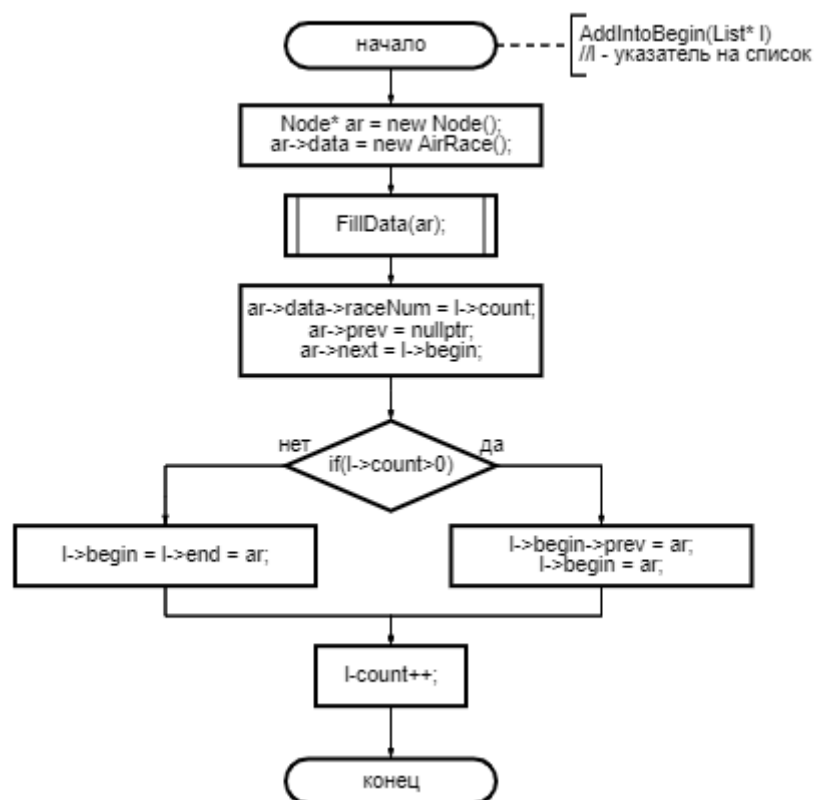 начало
AddIntoBegin(List* l)
//l - указатель на список
Node* ar = new Node();
ar->data = new AirRace();
FillData(ar);
ar->data->raceNum = l->count;
ar->prev = nullptr;
ar->next = l->begin;
нет
if(l->count>0)
да
l->begin = l->end = ar;
l->begin->prev = ar;
l->begin = ar;
l-count++;
конец